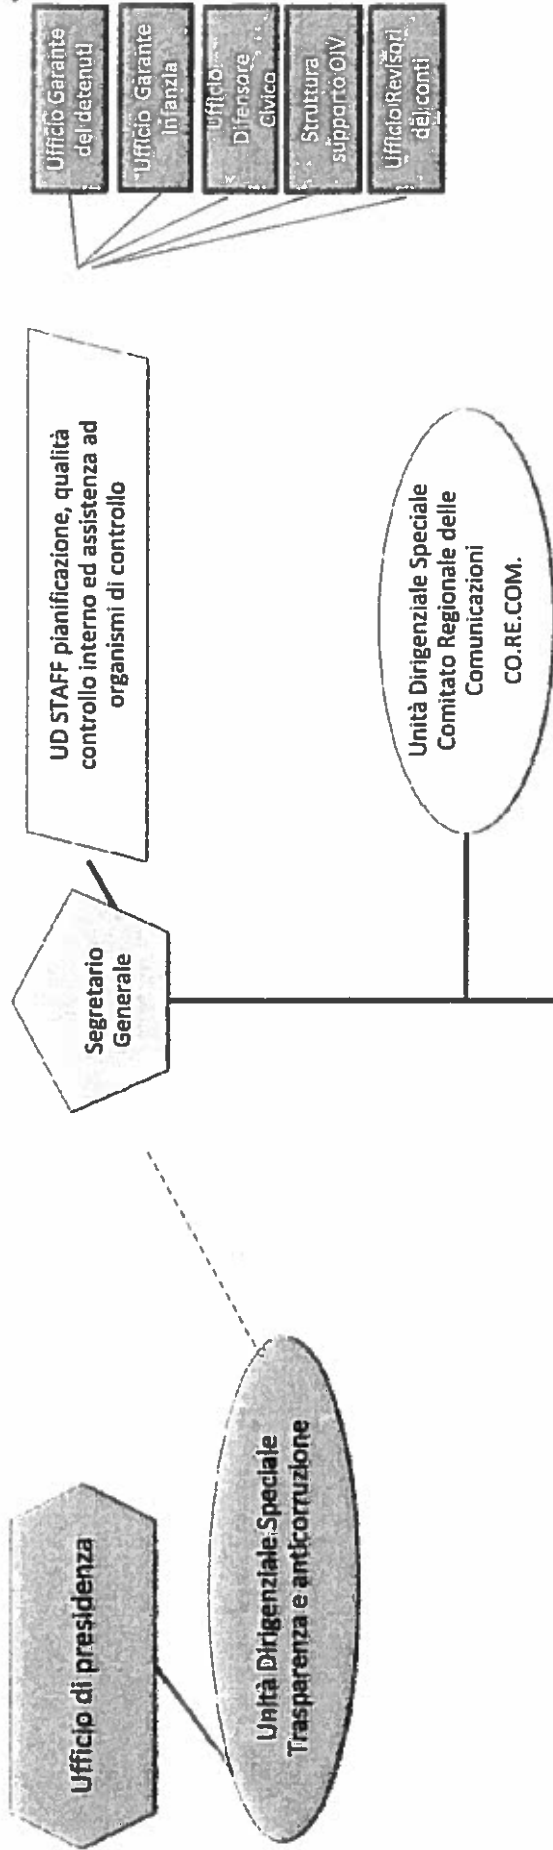 Ufficio di presidenza
Unità Dirigenziale Speciale
Trasparenza e anticorruzione
Segretario
Generale
UD STAFF pianificazione, qualità
controllo interno ed assistenza ad
organismi di controllo
Unità Dirigenziale Speciale
Comitato Regionale delle
Comunicazioni
CO.RE.COM.
Ufficio Garante
dei detenuti
Ufficio Garante
Infanzia
Ufficio
Difensore
Civico
Struttura
supporto OIV
Ufficio Revisori
dei conti